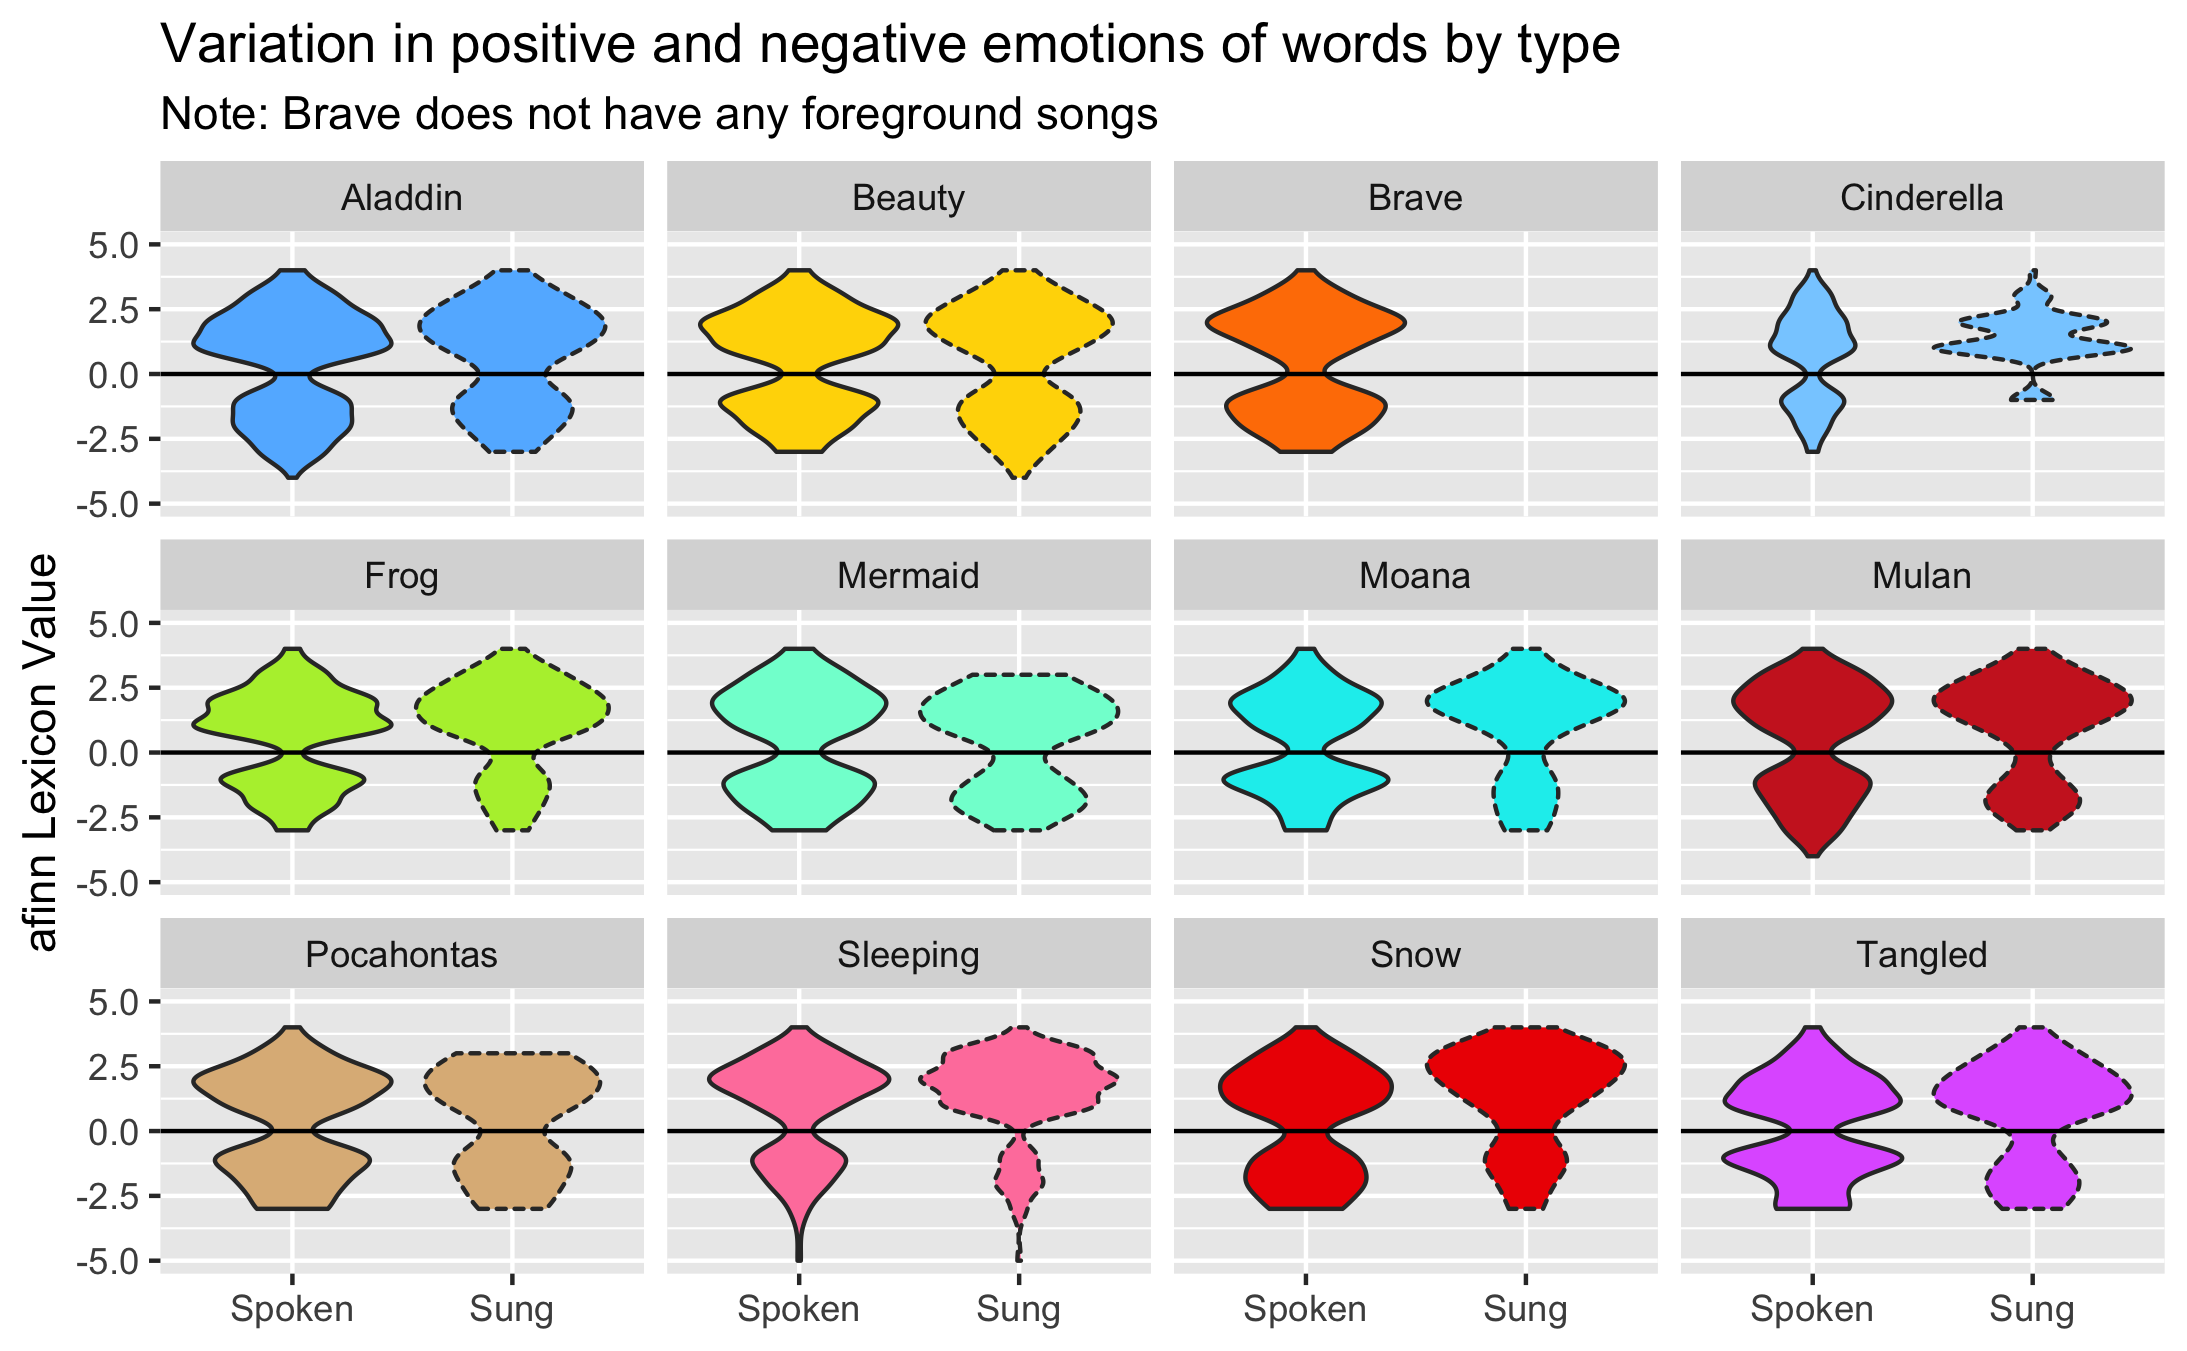 Variation in positive and negative emotions of words by type
Note: Brave does not have any foreground songs
Aladdin Beauty Brave Cinderella
5.0
2.5
0.0
-2.5
-5.0
Frog Mermaid Moana Mulan
5.0
2.5
0.0
-2.5
-5.0
afinn Lexicon Value
Pocahontas Sleeping Snow Tangled
5.0
2.5
0.0
-2.5
-5.0
Spoken Sung Spoken Sung Spoken Sung Spoken Sung